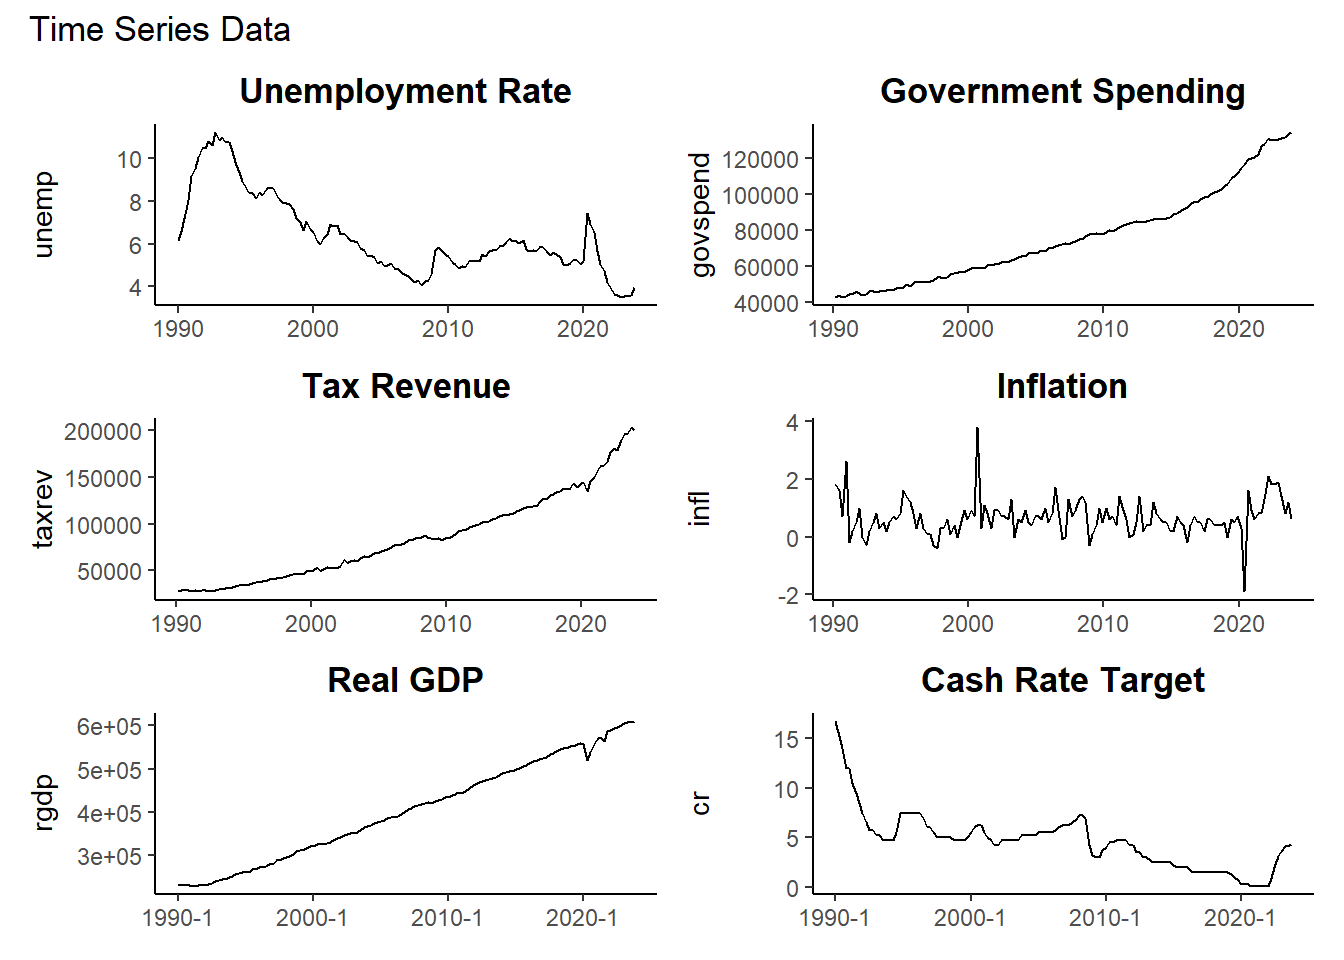 Time Series Data
Unemployment Rate
unemp
10
8
6
4
1990 2000 2010 2020
Government Spending
govspend
120000
100000
80000
60000
40000
1990 2000 2010 2020
Tax Revenue
taxrev
200000
150000
100000
50000
1990 2000 2010 2020
Inflation
infl
4
2
0
-2
1990 2000 2010 2020
Real GDP
rgdp
6e+05
5e+05
4e+05
3e+05
1990-1 2000-1 2010-1 2020-1
Cash Rate Target
cr
15
10
5
0
1990-1 2000-1 2010-1 2020-1